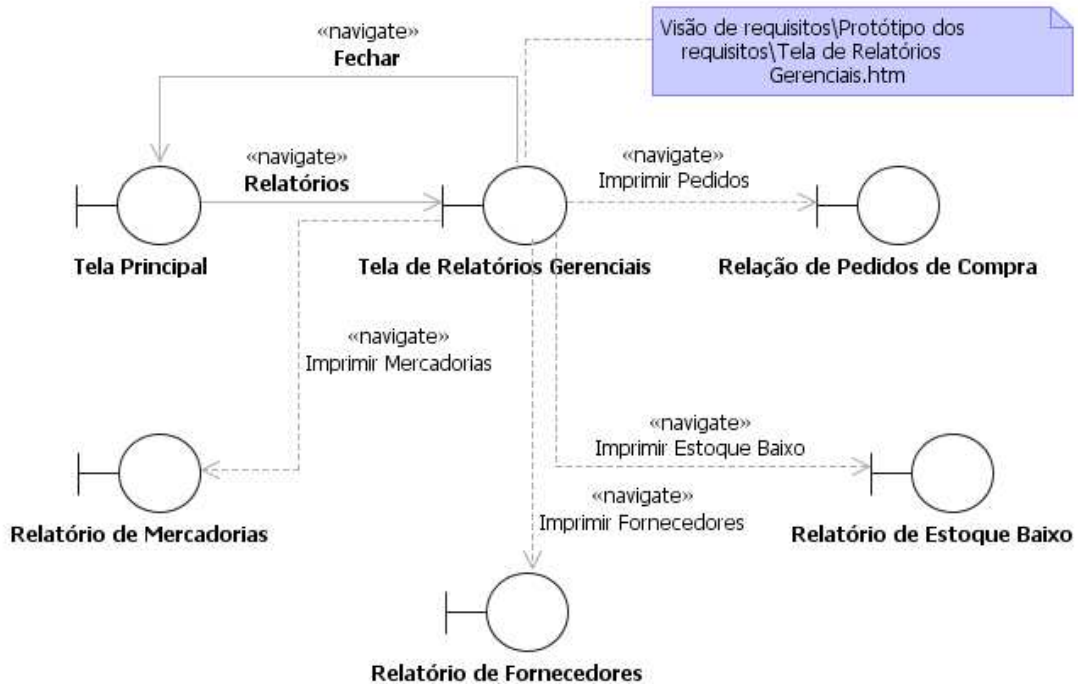 «navigate»
Fechar
Visão de requisitos\Protótipo dos
requisitos\Tela de Relatórios
Gerenciais.htm
«navigate»
Relatórios
«navigate»
Imprimir Pedidos
Tela Principal
Tela de Relatórios Gerenciais
Relação de Pedidos de Compra
«navigate»
Imprimir Mercadorias
«navigate»
Imprimir Estoque Baixo
«navigate»
Imprimir Fornecedores
Relatório de Mercadorias
Relatório de Estoque Baixo
Relatório de Fornecedores